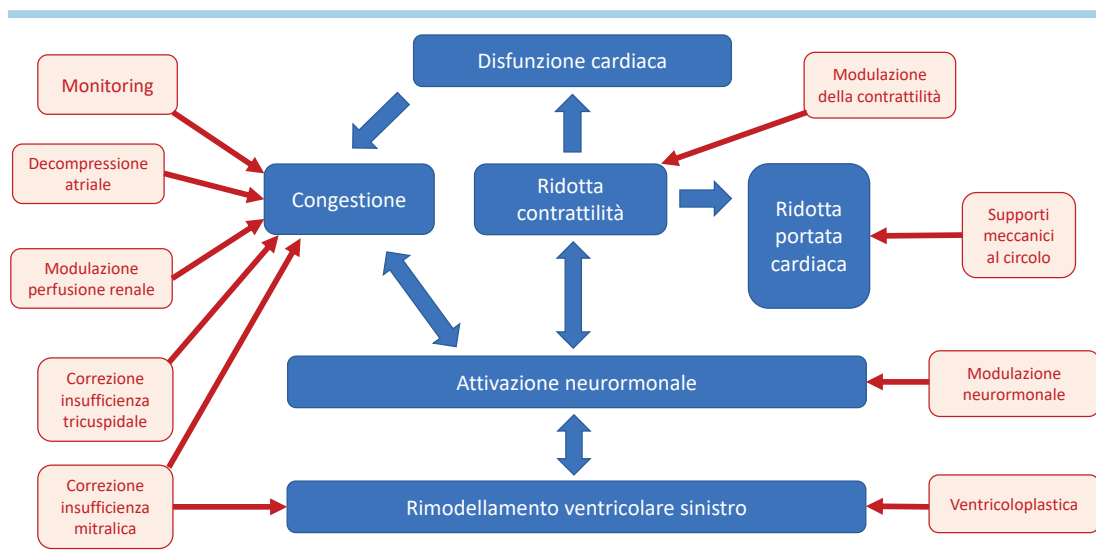 Disfunzione cardiaca
Monitoring
Modulazione
della contrattilità
Decompressione
atriale
Congestione
Ridotta
contrattilità
Ridotta
portata
cardiaca
Supporti
meccanici
al circolo
Modulazione
perfusione renale
Correzione
insufficienza
tricuspidale
Attivazione neurormonale
Modulazione
neurormonale
Correzione
insufficienza
mitralica
Rimodellamento ventricolare sinistro
Ventricoloplastica